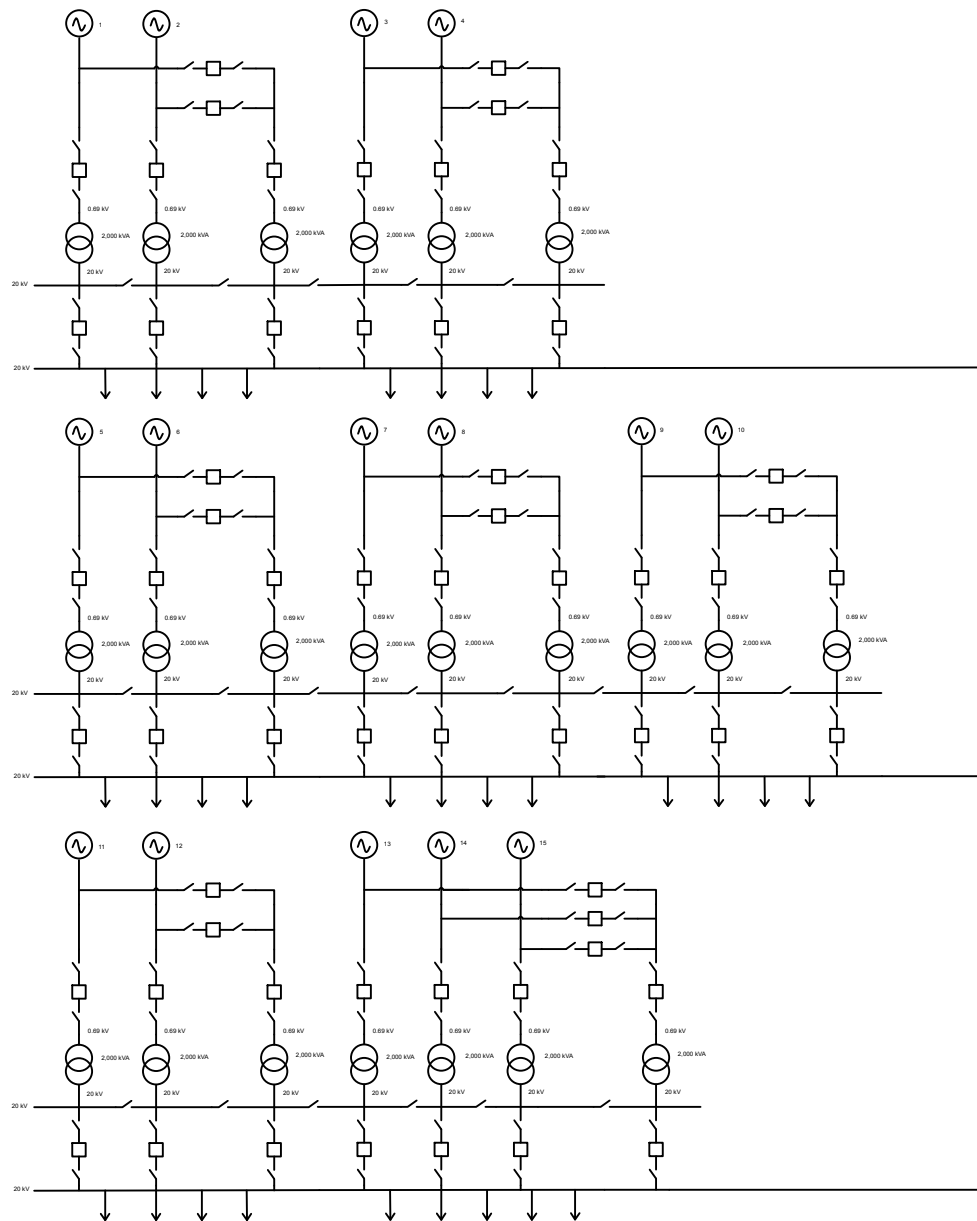 1 2 3 4
0.69 kV 0.69 kV 0.69 kV 0.69 kV 0.69 kV 0.69 kV
2,000 kVA 2,000 kVA 2,000 kVA 2,000 kVA 2,000 kVA 2,000 kVA
20 kV 20 kV 20 kV 20 kV 20 kV 20 kV
20 kV
20 kV
5 6 7 8 9 10
0.69 kV 0.69 kV 0.69 kV 0.69 kV 0.69 kV 0.69 kV 0.69 kV 0.69 kV 0.69 kV
2,000 kVA 2,000 kVA 2,000 kVA 2,000 kVA 2,000 kVA 2,000 kVA 2,000 kVA 2,000 kVA 2,000 kVA
20 kV 20 kV 20 kV 20 kV 20 kV 20 kV 20 kV 20 kV 20 kV
20 kV
20 kV
11 12 13 14 15
0.69 kV 0.69 kV 0.69 kV 0.69 kV 0.69 kV 0.69 kV 0.69 kV
2,000 kVA 2,000 kVA 2,000 kVA 2,000 kVA 2,000 kVA 2,000 kVA 2,000 kVA
20 kV 20 kV 20 kV 20 kV 20 kV 20 kV 20 kV
20 kV
20 kV